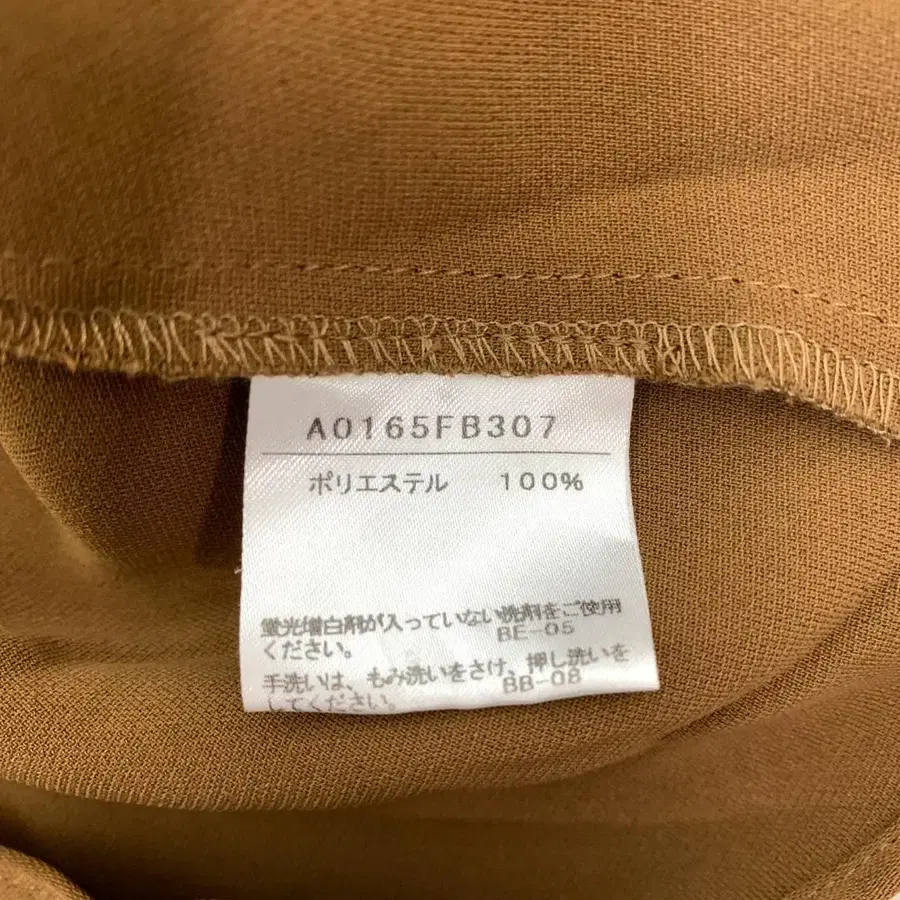 A0165FB307
ポリエステル 100%
蛍光増白剤が入っていない洗剤をご使用
ください。 BE-05
手洗いは、もみ洗いをさけ、押し洗いを
してください。 BB-08